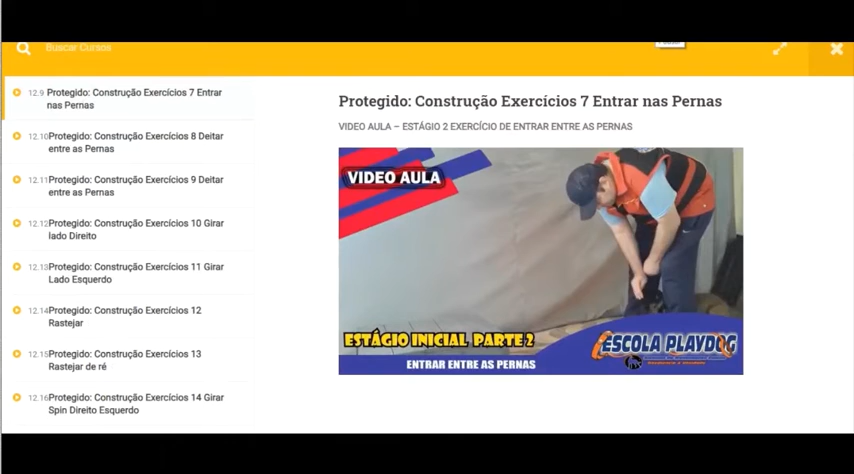 Buscar Cursos
12.9 Protegido: Construção Exercícios 7 Entrar
nas Pernas
12.10 Protegido: Construção Exercícios 8 Deitar
entre as Pernas
12.11 Protegido: Construção Exercícios 9 Deitar
entre as Pernas
12.12 Protegido: Construção Exercícios 10 Girar
lado Direito
12.13 Protegido: Construção Exercícios 11 Girar
Lado Esquerdo
12.14 Protegido: Construção Exercícios 12
Rastejar
12.15 Protegido: Construção Exercícios 13
Rastejar de ré
12.16 Protegido: Construção Exercícios 14 Girar
Spin Direito Esquerdo
Protegido: Construção Exercícios 7 Entrar nas Pernas
VIDEO AULA – ESTÁGIO 2 EXERCÍCIO DE ENTRAR ENTRE AS PERNAS
VIDEO AULA
ESTÁGIO INICIAL PARTE 2
ESCOLA PLAYDOG
ENTRAR ENTRE AS PERNAS